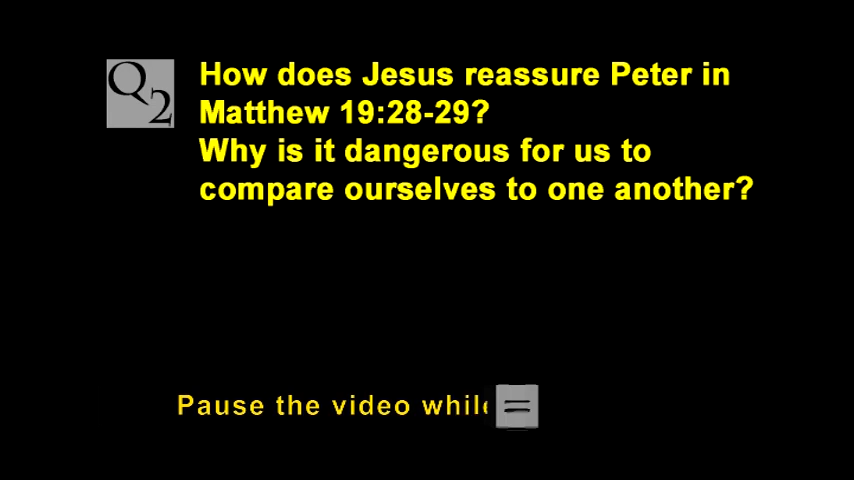 Q2
How does Jesus reassure Peter in
Matthew 19:28-29?
Why is it dangerous for us to
compare ourselves to one another?
Pause the video while